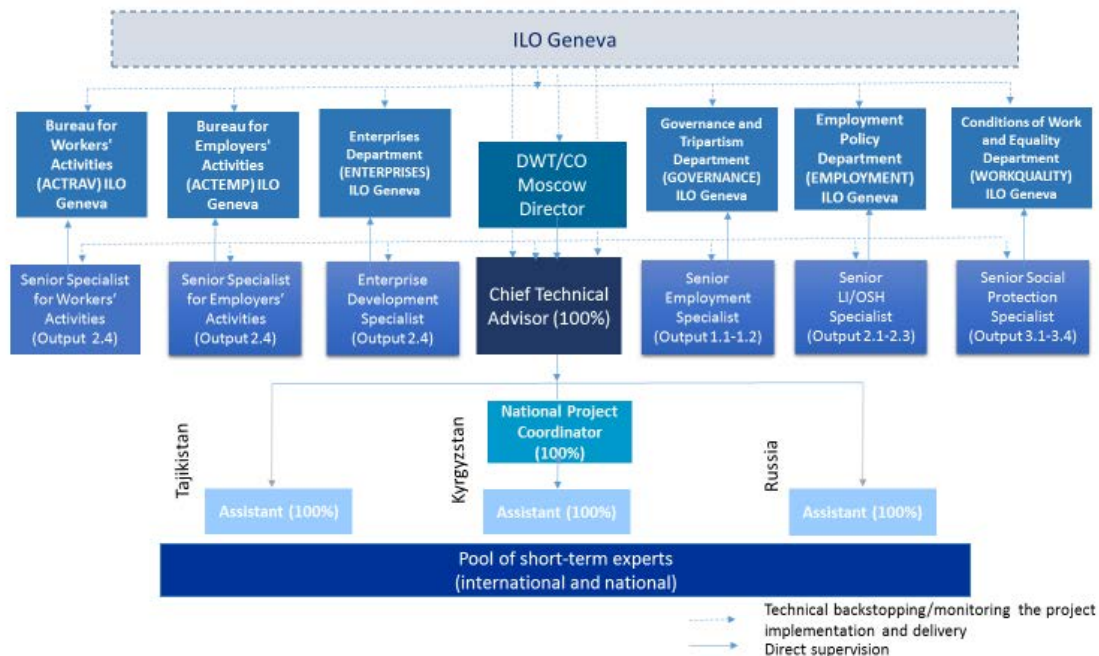 ILO Geneva
Bureau for
Workers'
Activities
(ACTRAV) ILO
Geneva
Bureau for
Employers'
Activities
(ACTEMP) ILO
Geneva
Enterprises
Department
(ENTERPRISES)
ILO Geneva
DWT/CO
Moscow
Director
Governance and
Tripartism
Department
(GOVERNANCE)
ILO Geneva
Employment
Policy
Department
(EMPLOYMENT)
ILO Geneva
Conditions of Work
and Equality
Department
(WORKQUALITY)
ILO Geneva
Senior Specialist
for Workers'
Activities
(Output 2.4)
Senior Specialist
for Employers'
Activities
(Output 2.4)
Enterprise
Development
Specialist
(Output 2.4)
Chief Technical
Advisor (100%)
Senior
Employment
Specialist
(Output 1.1-1.2)
Senior
LI/OSH
Specialist
(Output 2.1-2.3)
Senior Social
Protection
Specialist
(Output 3.1-3.4)
Tajikistan
Kyrgyzstan
National Project
Coordinator
(100%)
Russia
Assistant (100%)
Assistant (100%)
Assistant (100%)
Pool of short-term experts
(international and national)
Technical backstopping/monitoring the project
implementation and delivery
Direct supervision